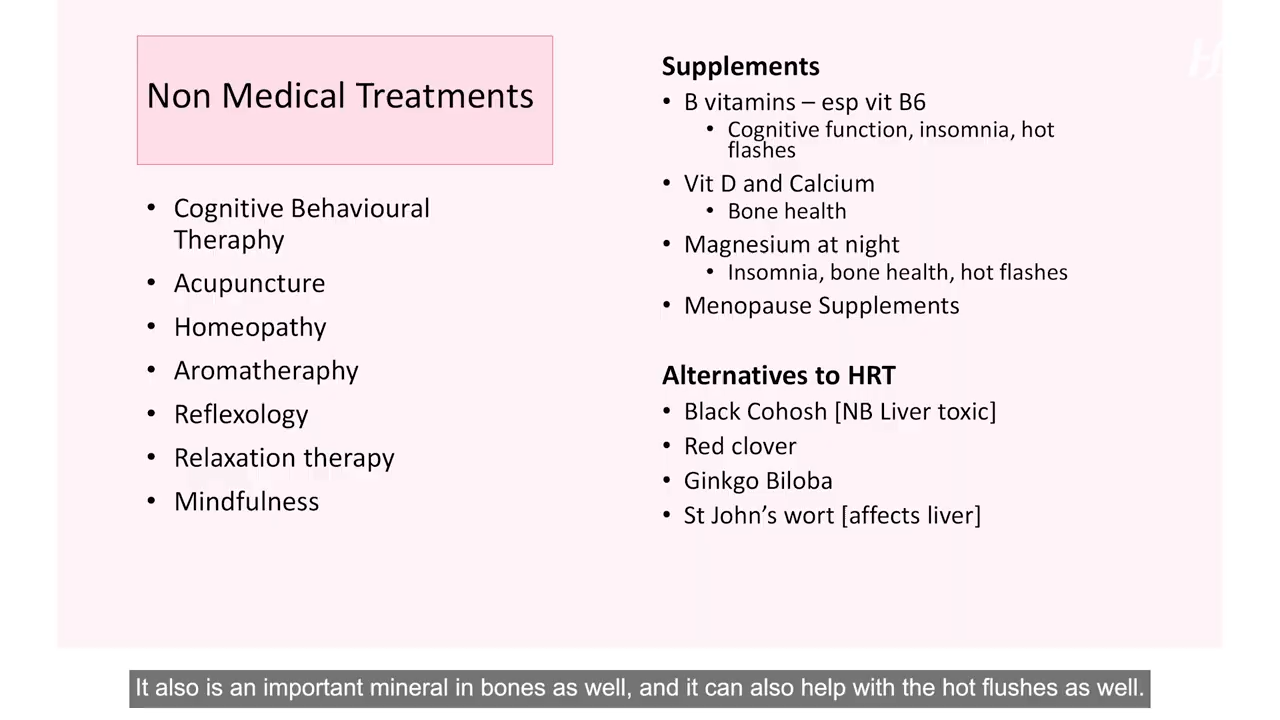 Non Medical Treatments
• Cognitive Behavioural
Theraphy
• Acupuncture
• Homeopathy
• Aromatheraphy
• Reflexology
• Relaxation therapy
• Mindfulness
Supplements
• B vitamins – esp vit B6
• Cognitive function, insomnia, hot
flashes
• Vit D and Calcium
• Bone health
• Magnesium at night
• Insomnia, bone health, hot flashes
• Menopause Supplements
Alternatives to HRT
• Black Cohosh [NB Liver toxic]
• Red clover
• Ginkgo Biloba
• St John’s wort [affects liver]
It also is an important mineral in bones as well, and it can also help with the hot flushes as well.